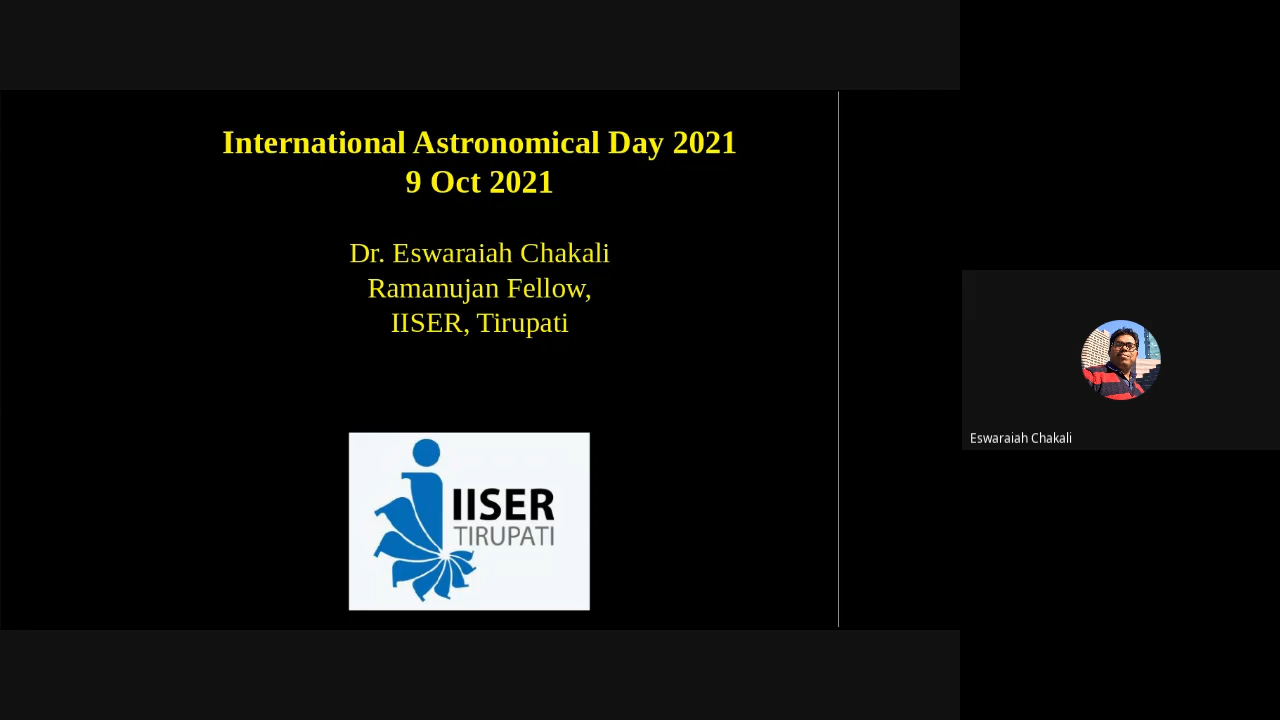 International Astronomical Day 2021
9 Oct 2021
Dr. Eswaraiah Chakali
Ramanujan Fellow,
IISER, Tirupati
IISER
TIRUPATI
Eswaraiah Chakali